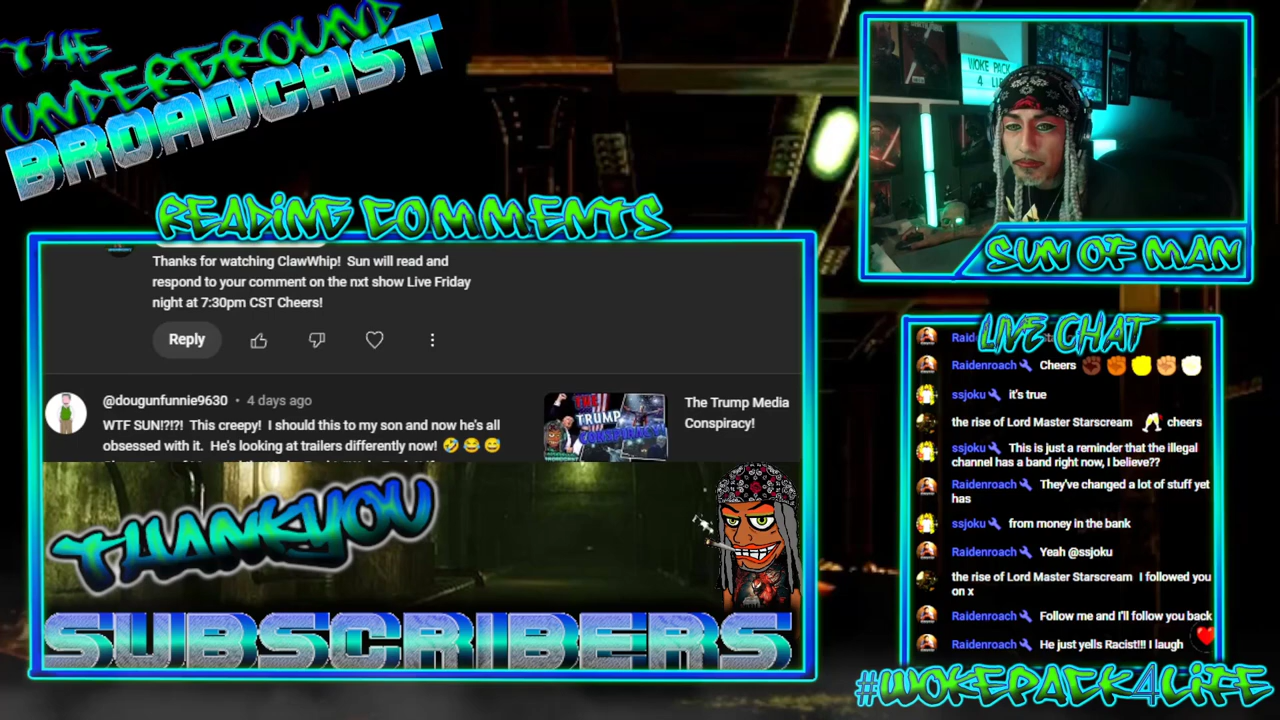 THE
UNDERGROUND
BROADCAST
READING COMMENTS
Thanks for watching ClawWhip! Sun will read and
respond to your comment on the nxt show Live Friday
night at 7:30pm CST Cheers!
Reply
@dougunfunnie9630 • 4 days ago
WTF SUN!?!?! This creepy! I should this to my son and now he's all
obsessed with it. He's looking at trailers differently now! 🤣 😂 😅
The Trump Media
Conspiracy!
THE
TRUMP
CONSPIRACY!
THANKYOU
SUBSCRIBERS
WOKE PACK
SUN OF MAN
LIVE CHAT
Raidenroach Cheers ✊🏿 ✊🏾 ✊ ✊🏼 ✊🏻
ssjoku it's true
the rise of Lord Master Starscream 🥂 cheers
ssjoku This is just a reminder that the illegal
channel has a band right now, I believe??
Raidenroach They've changed a lot of stuff yet
has
ssjoku from money in the bank
Raidenroach Yeah @ssjoku
the rise of Lord Master Starscream I followed you
on x
Raidenroach Follow me and I'll follow you back
Raidenroach He just yells Racist!!! I laugh
#WOKEPACK4LIFE